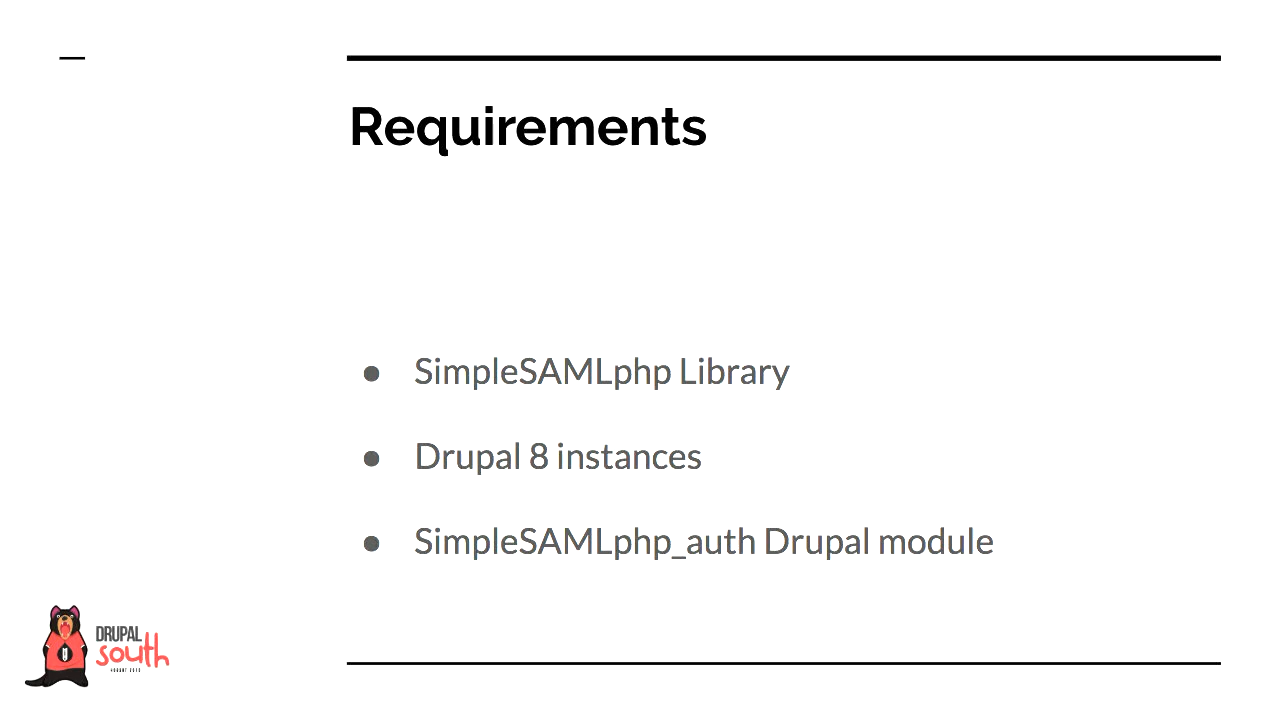 Requirements
● SimpleSAMLphp Library
● Drupal 8 instances
● SimpleSAMLphp_auth Drupal module
DRUPAL
south